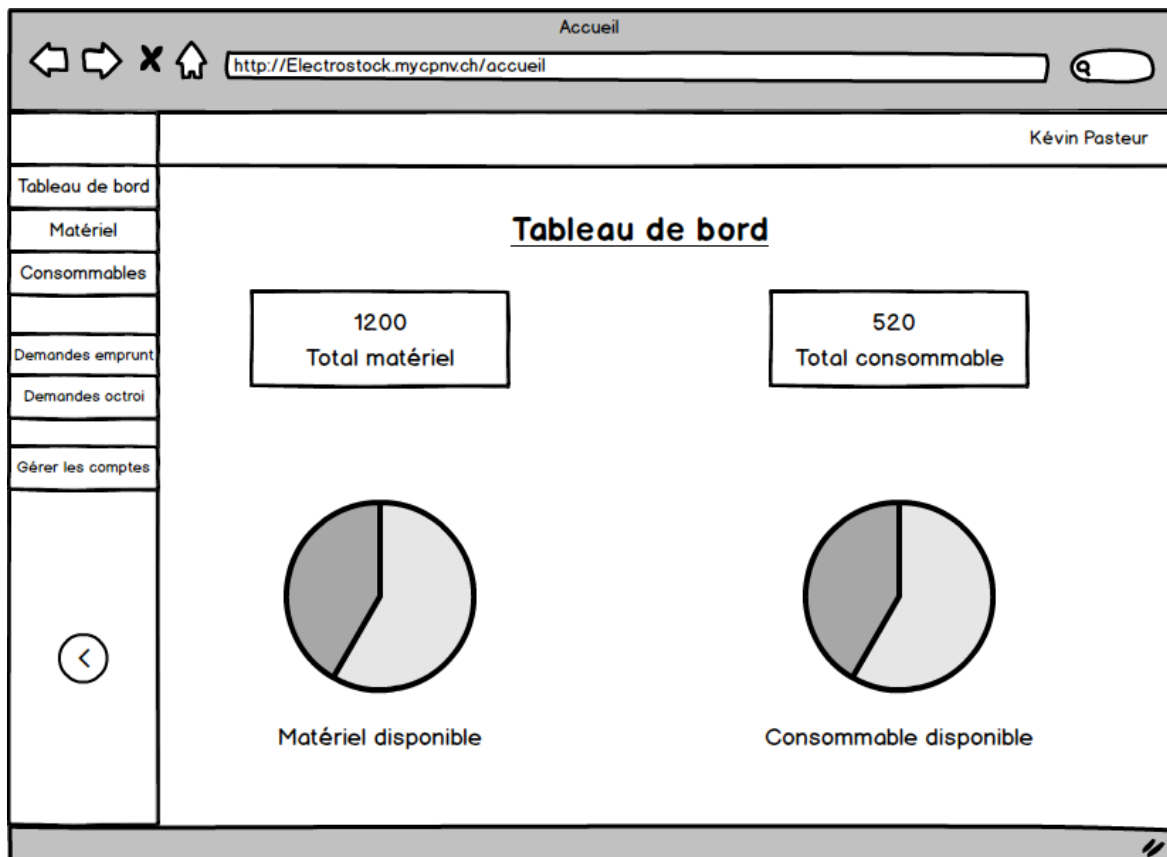 Accueil
http://Electrostock.mycpnv.ch/accueil
Kévin Pasteur
Tableau de bord
Matériel
Consommables
Demandes emprunt
Demandes octroi
Gérer les comptes
Tableau de bord
1200
Total matériel
520
Total consommable
Matériel disponible
Consommable disponible